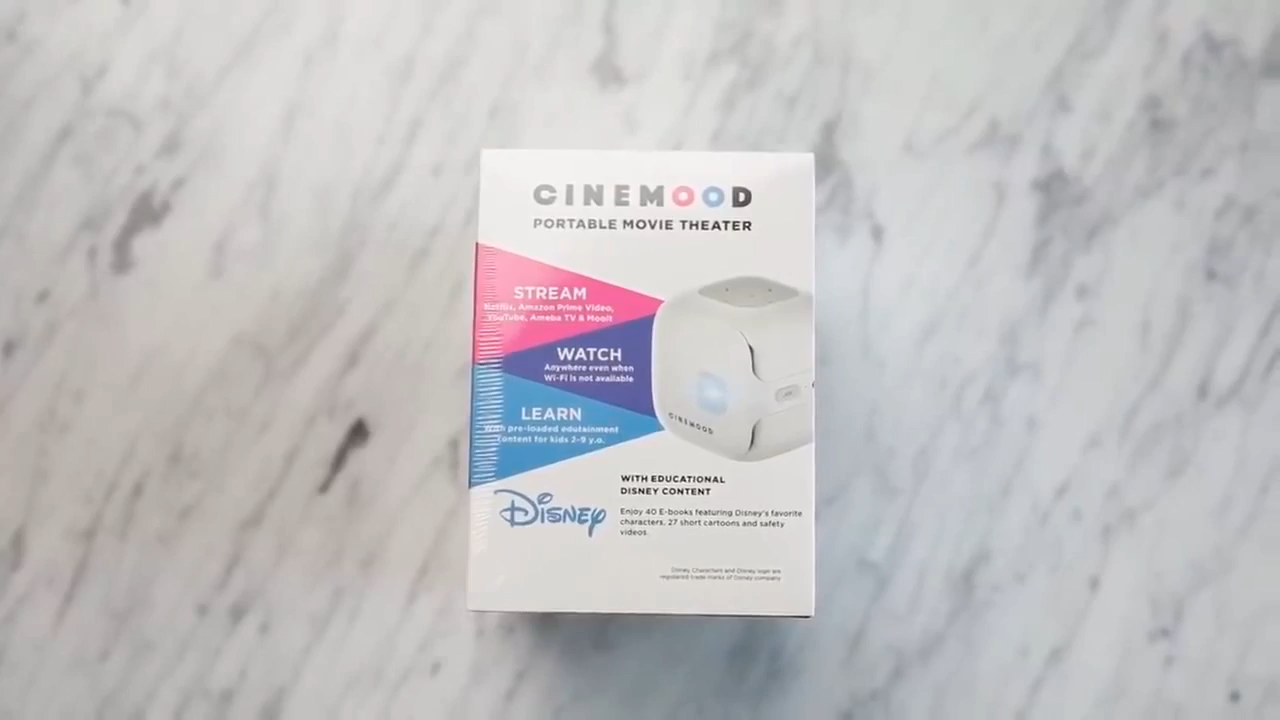 CINEMOOD
PORTABLE MOVIE THEATER
STREAM
Netflix, Amazon Prime Video,
YouTube, Ameba TV & Moolt
WATCH
Anywhere even when
Wi-Fi is not available
LEARN
With pre-loaded edutainment
content for kids 2-9 y.o.
CINEMOOD
WITH EDUCATIONAL
DISNEY CONTENT
Disney
Enjoy 40 E-books featuring Disney's favorite
characters, 27 short cartoons and safety
videos.
Disney Characters and Disney logo are
registered trade marks of Disney company